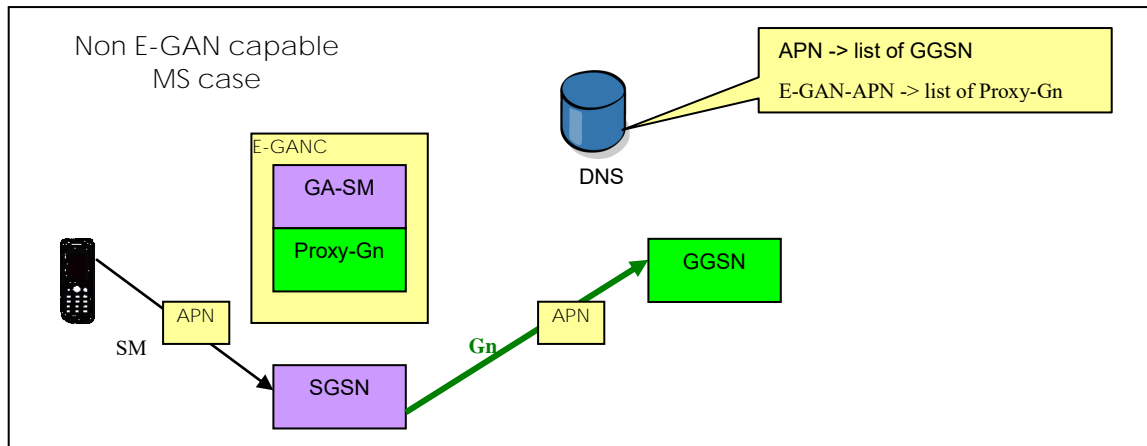 Non E-GAN capable
MS case
APN -> list of GGSN
E-GAN-APN -> list of Proxy-Gn
E-GANC
GA-SM
DNS
Proxy-Gn
GGSN
APN
APN
SM
Gn
SGSN